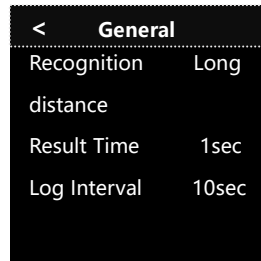 < General
Recognition Long
distance
Result Time 1sec
Log Interval 10sec